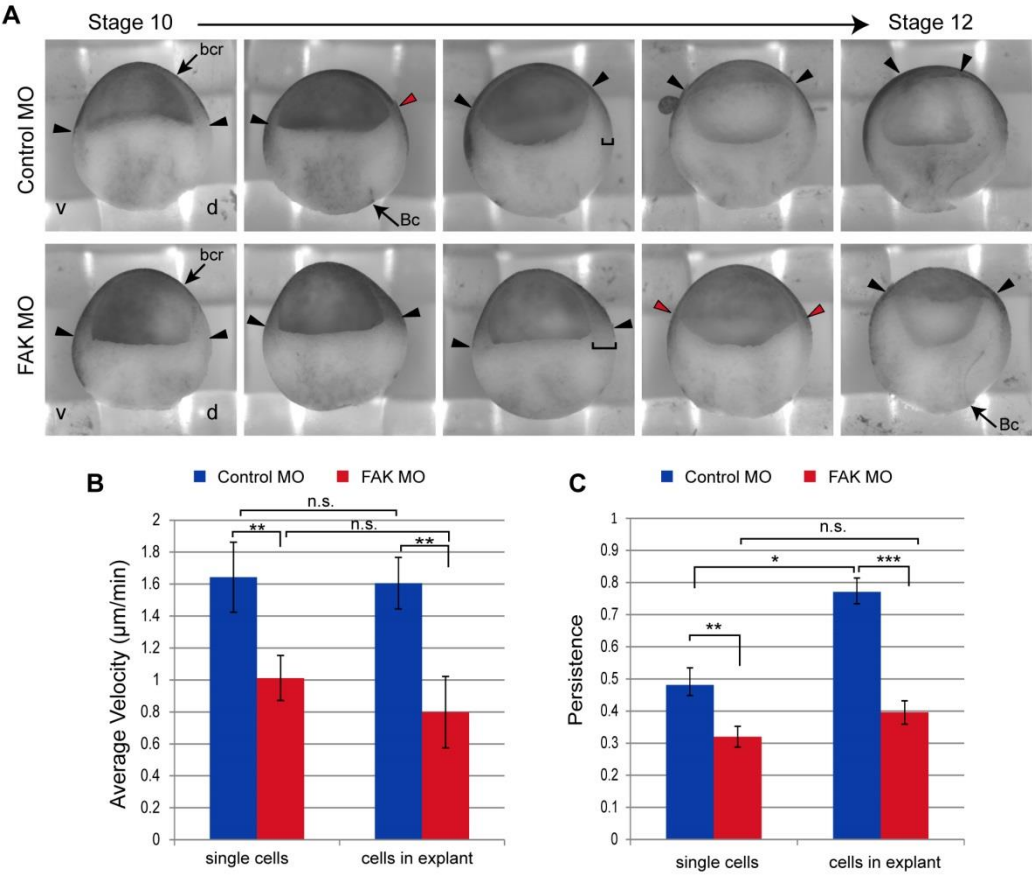 A
Stage 10
Stage 12
Control MO
bcr
v
d
Bc
FAK MO
bcr
v
d
Bc
B
Control MO FAK MO
Average Velocity (µm/min)
2
1.8
1.6
1.4
1.2
1
0.8
0.6
0.4
0.2
0
n.s.
** n.s.
**
single cells cells in explant
C
Control MO FAK MO
Persistence
1
0.9
0.8
0.7
0.6
0.5
0.4
0.3
0.2
0.1
0
n.s.
* ***
**
single cells cells in explant